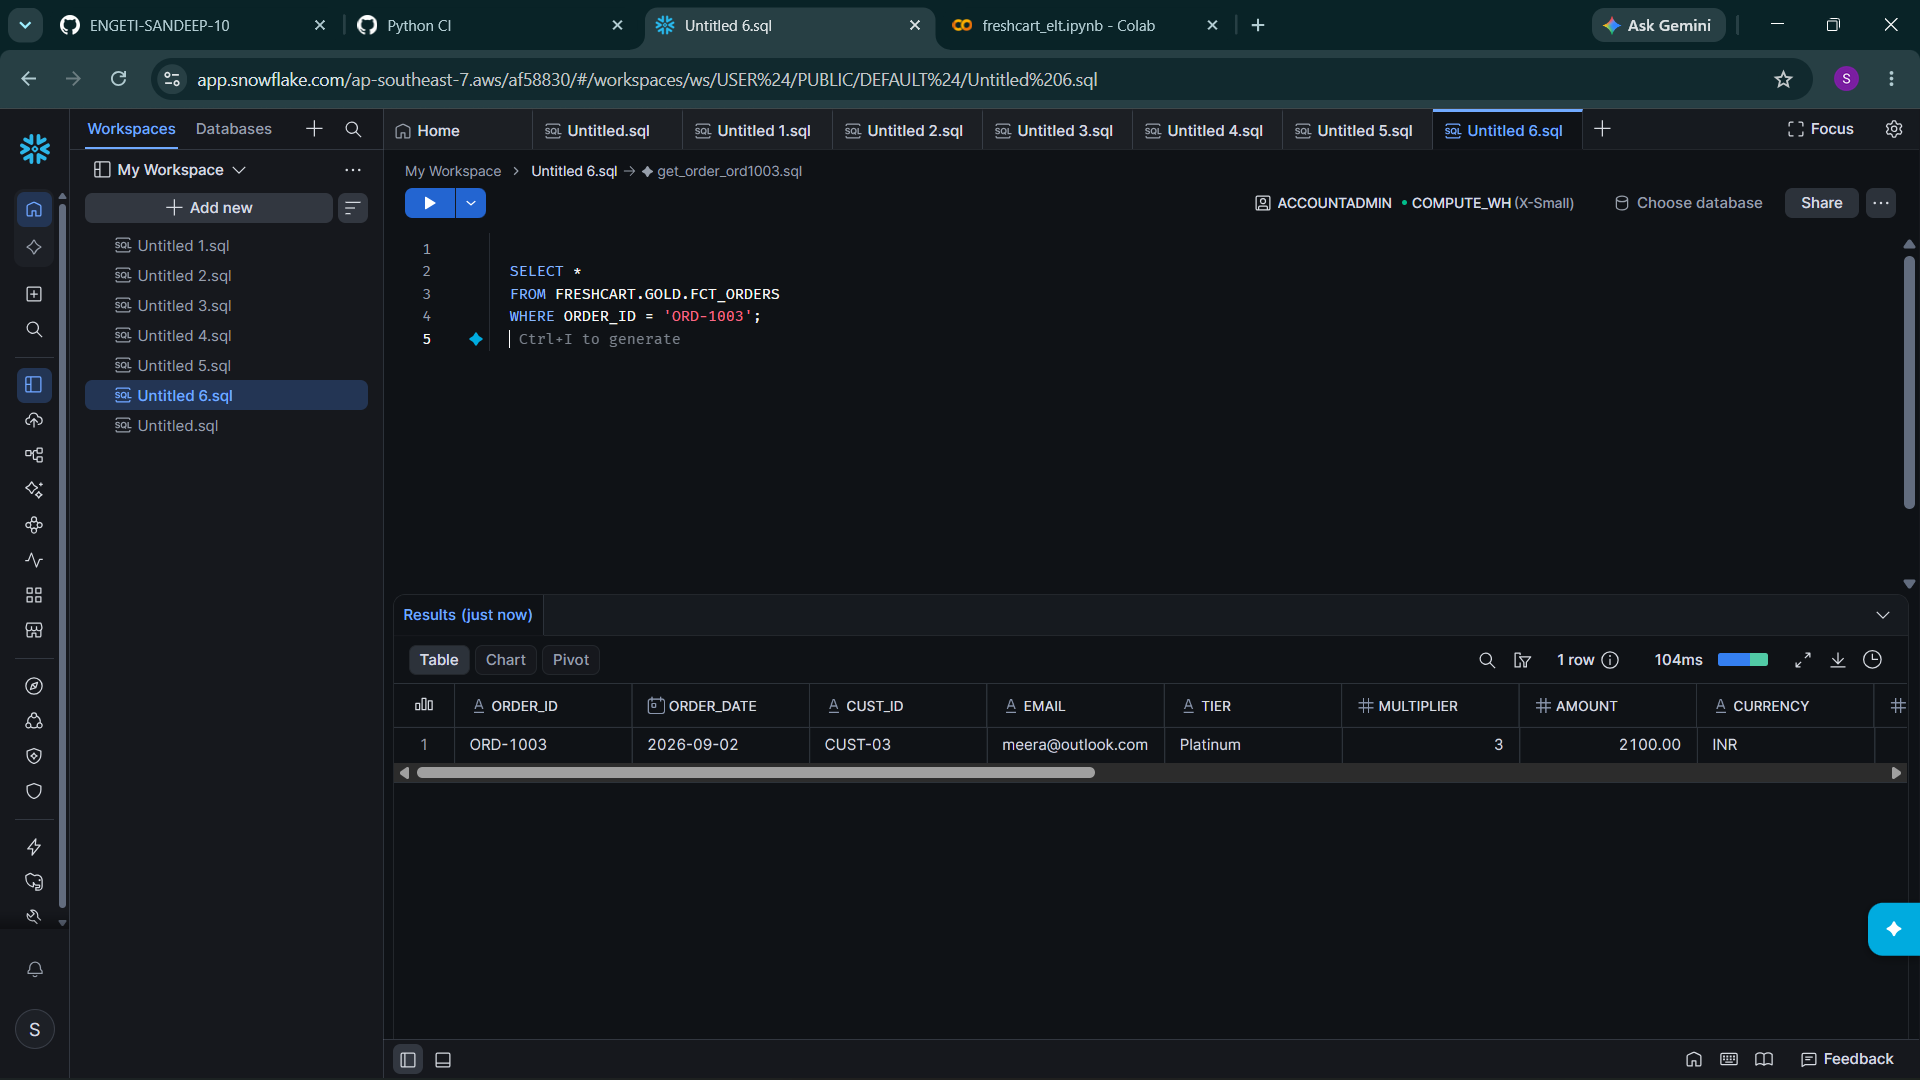 ENGETI-SANDEEP-10
Python CI
Untitled 6.sql
freshcart_elt.ipynb - Colab
Ask Gemini
app.snowflake.com/ap-southeast-7.aws/af58830/#/workspaces/ws/USER%24/PUBLIC/DEFAULT%24/Untitled%206.sql
S
Workspaces
Databases
Home
Untitled.sql
Untitled 1.sql
Untitled 2.sql
Untitled 3.sql
Untitled 4.sql
Untitled 5.sql
Untitled 6.sql
Focus
My Workspace
Add new
Untitled 1.sql
Untitled 2.sql
Untitled 3.sql
Untitled 4.sql
Untitled 5.sql
Untitled 6.sql
Untitled.sql
My Workspace > Untitled 6.sql → get_order_ord1003.sql
ACCOUNTADMIN • COMPUTE_WH (X-Small)
Choose database
Share
1
2 SELECT *
3 FROM FRESHCART.GOLD.FCT_ORDERS
4 WHERE ORDER_ID = 'ORD-1003';
5 Ctrl+I to generate
Results (just now)
Table Chart Pivot
1 row
104ms
ORDER_ID ORDER_DATE CUST_ID EMAIL TIER MULTIPLIER AMOUNT CURRENCY
1 ORD-1003 2026-09-02 CUST-03 meera@outlook.com Platinum 3 2100.00 INR
S
Feedback